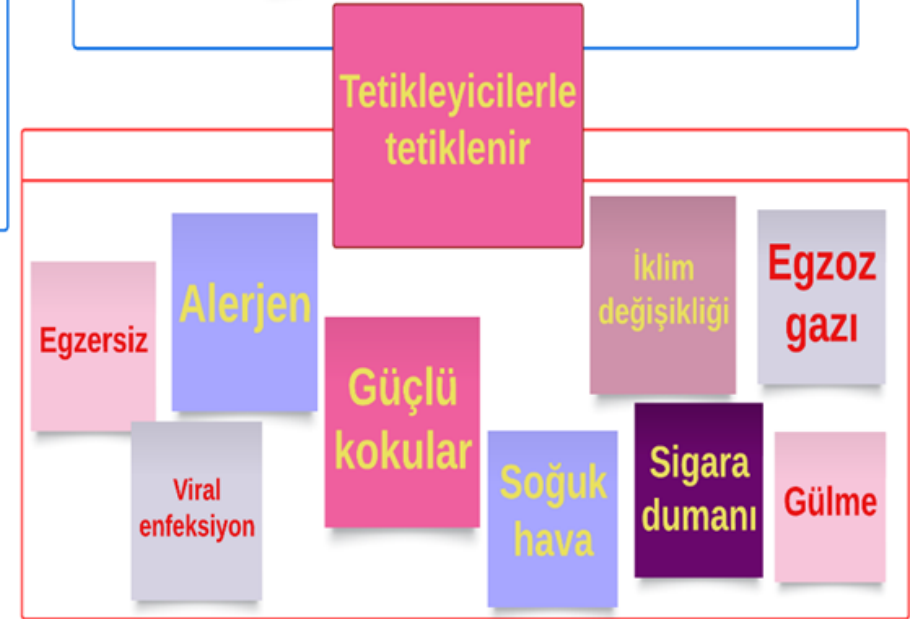 Tetikleyicilerle
tetiklenir
Egzersiz
Alerjen
Güçlü
kokular
İklim
değişikliği
Egzoz
gazı
Viral
enfeksiyon
Soğuk
hava
Sigara
dumanı
Gülme